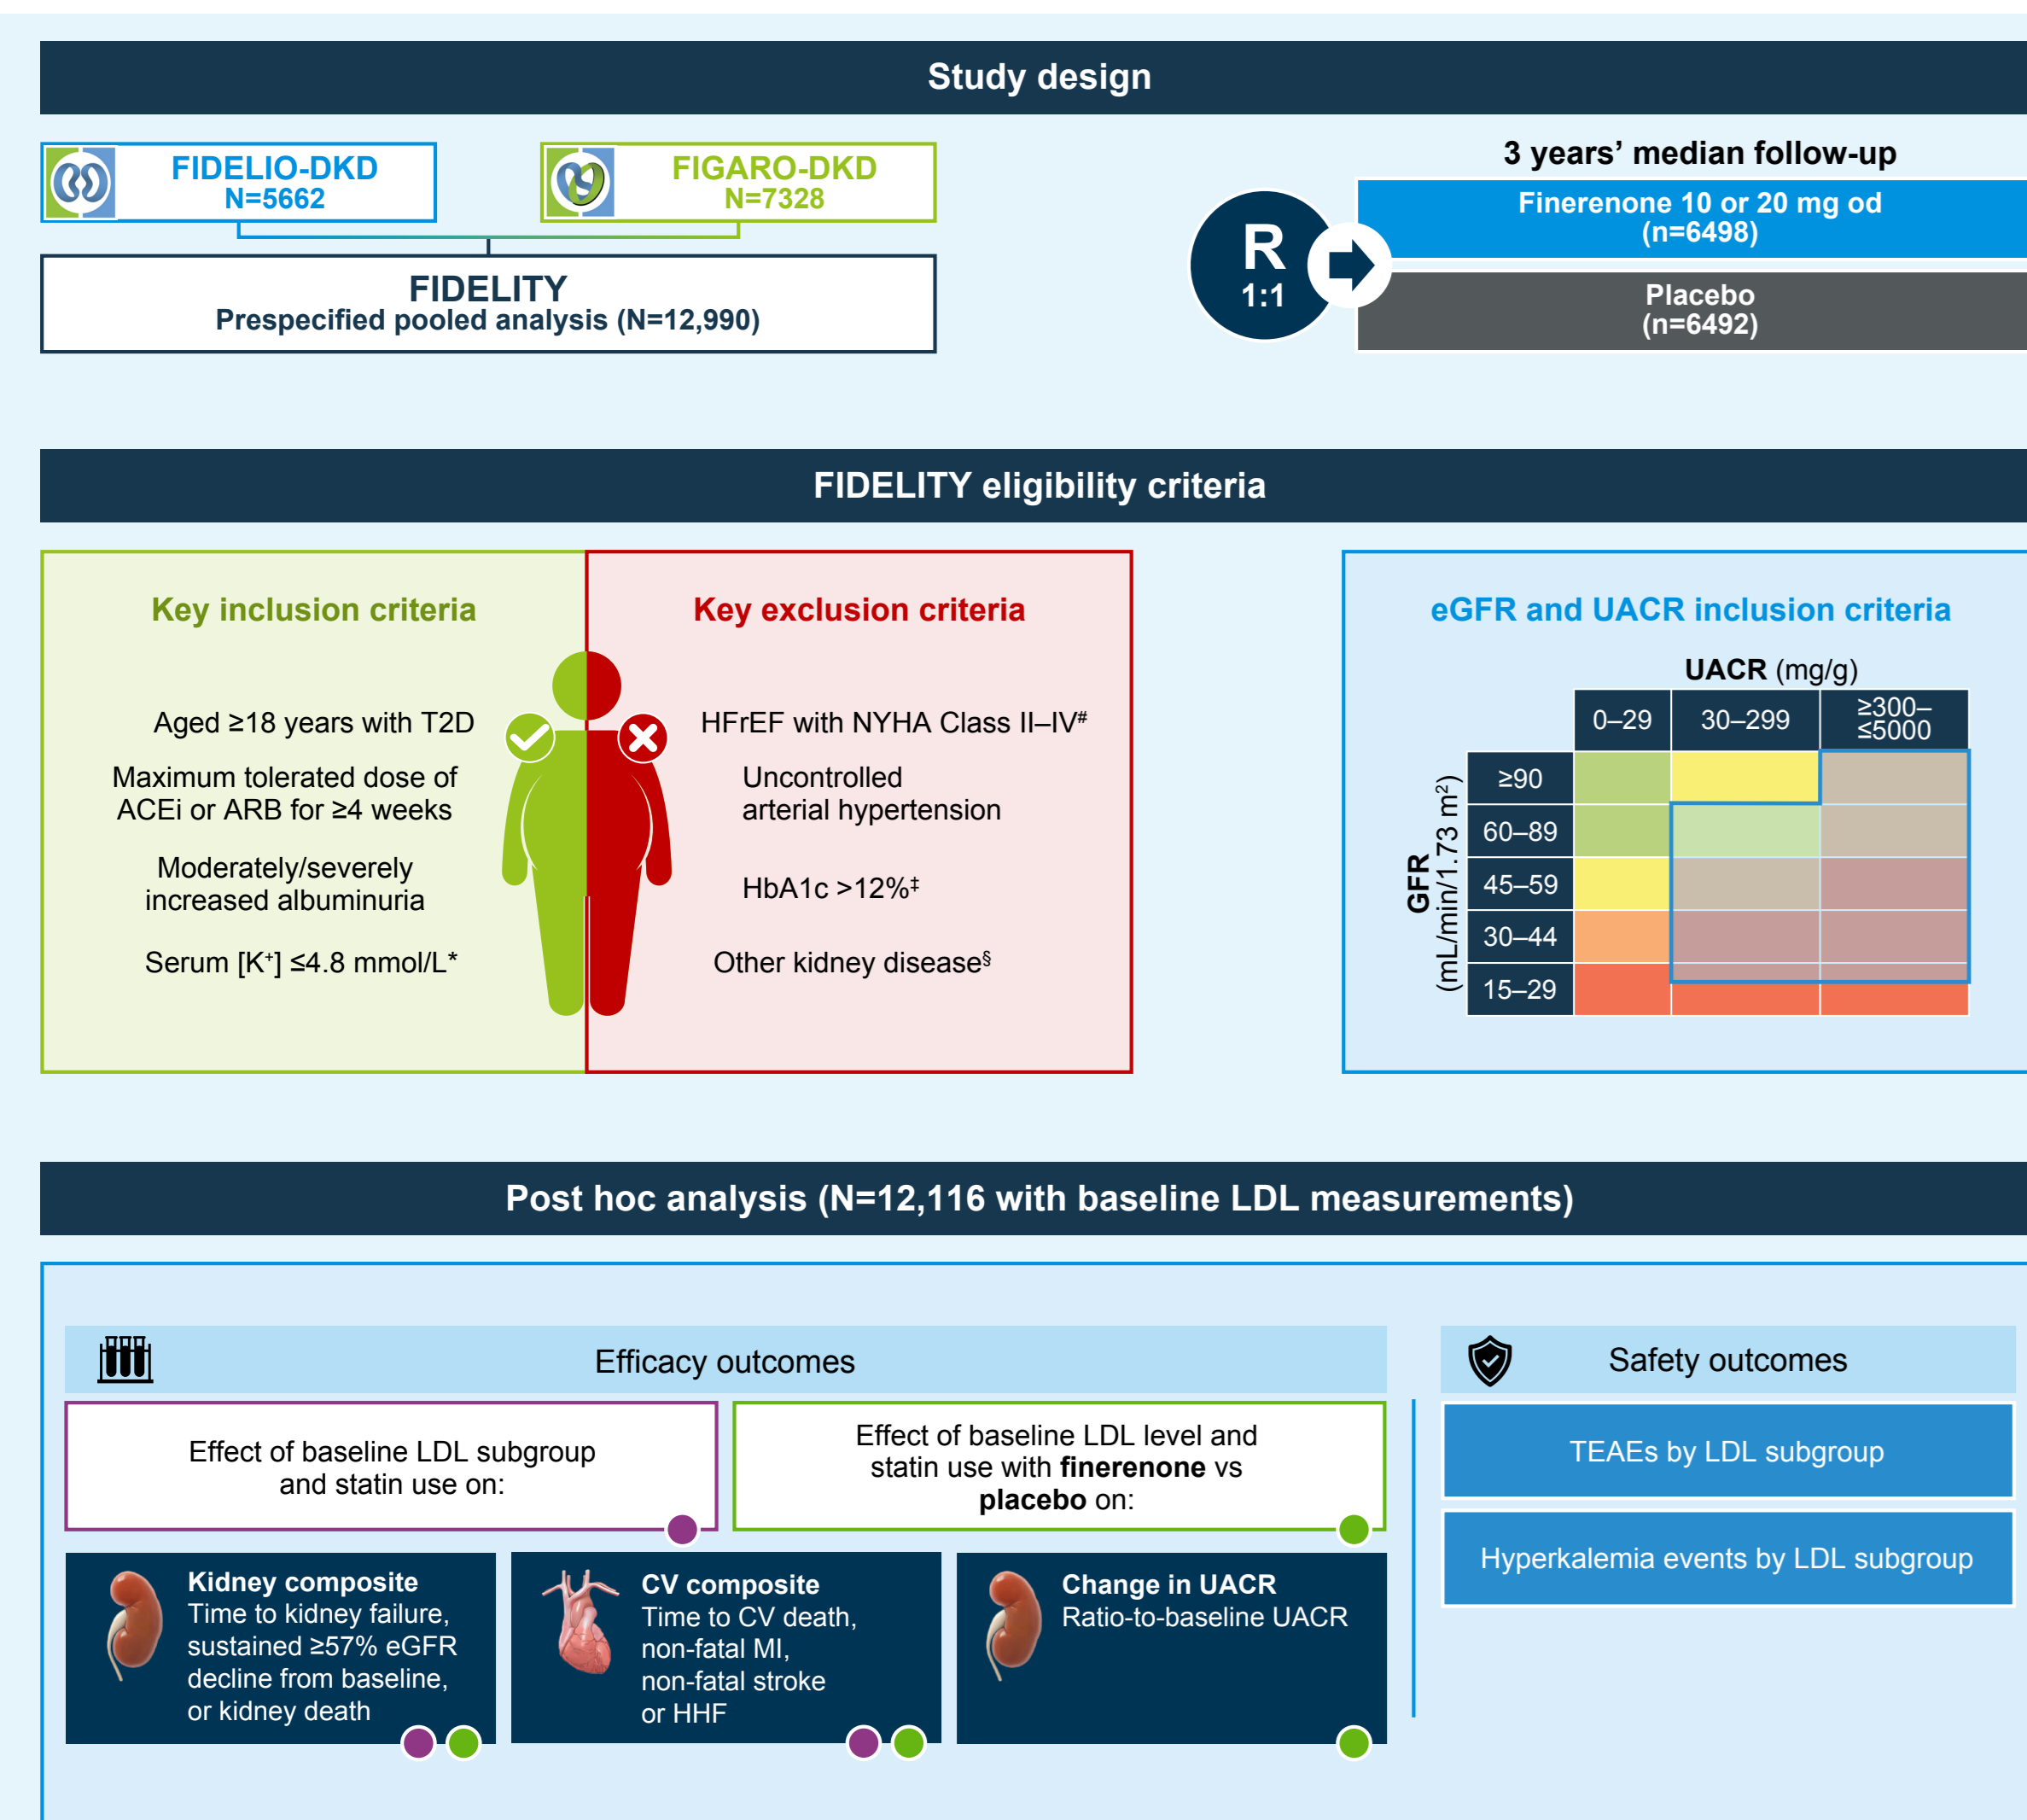 Study design
FIDELIO-DKD
N=5662
FIGARO-DKD
N=7328
FIDELITY
Prespecified pooled analysis (N=12,990)
3 years’ median follow-up
R
1:1
Finerenone 10 or 20 mg od
(n=6498)
Placebo
(n=6492)
FIDELITY eligibility criteria
Key inclusion criteria
Aged ≥18 years with T2D
Maximum tolerated dose of
ACEi or ARB for ≥4 weeks
Moderately/severely
increased albuminuria
Serum [K⁺] ≤4.8 mmol/L*
Key exclusion criteria
HFrEF with NYHA Class II–IV#
Uncontrolled
arterial hypertension
HbA1c >12%‡
Other kidney disease§
eGFR and UACR inclusion criteria
UACR (mg/g)
0–29
30–299
≥300–
≤5000
GFR
(mL/min/1.73 m²)
≥90
60–89
45–59
30–44
15–29
Post hoc analysis (N=12,116 with baseline LDL measurements)
Efficacy outcomes
Effect of baseline LDL subgroup
and statin use on:
Effect of baseline LDL level and
statin use with finerenone vs
placebo on:
Kidney composite
Time to kidney failure,
sustained ≥57% eGFR
decline from baseline,
or kidney death
CV composite
Time to CV death,
non-fatal MI,
non-fatal stroke
or HHF
Change in UACR
Ratio-to-baseline UACR
Safety outcomes
TEAEs by LDL subgroup
Hyperkalemia events by LDL subgroup